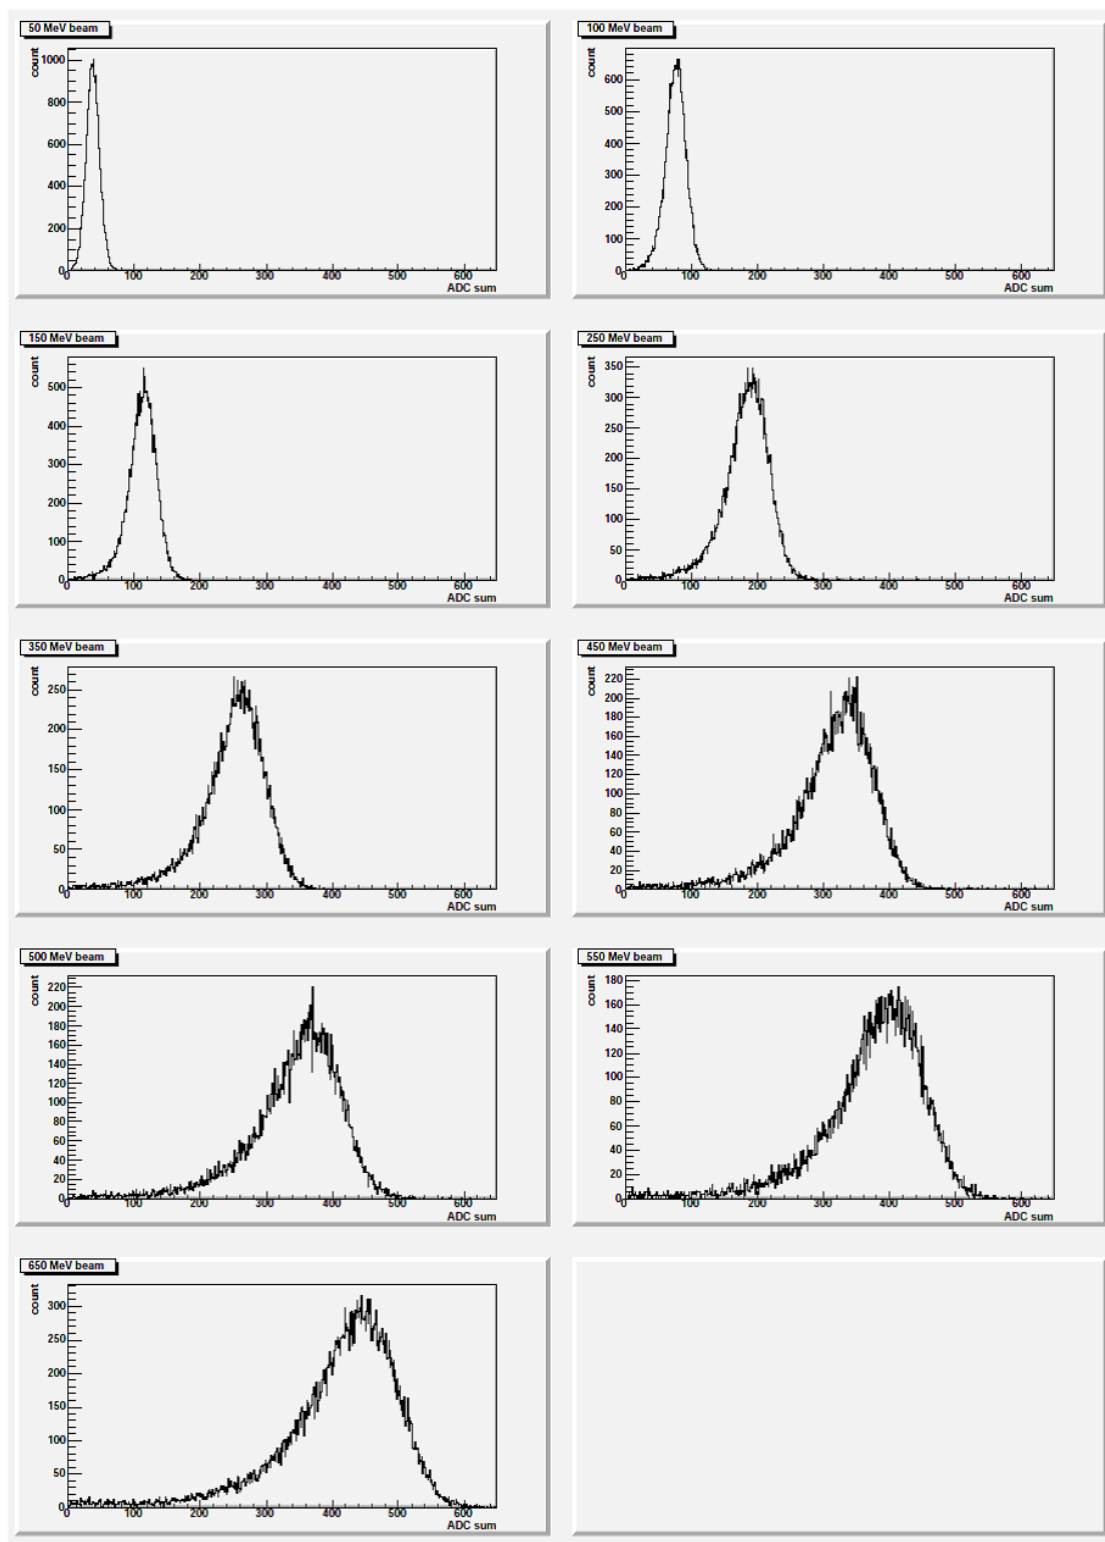 50 MeV beam
count
1000
800
600
400
200
0
0 100 200 300 400 500 600
ADC sum
100 MeV beam
count
600
500
400
300
200
100
0
0 100 200 300 400 500 600
ADC sum
150 MeV beam
count
500
400
300
200
100
0
0 100 200 300 400 500 600
ADC sum
250 MeV beam
count
350
300
250
200
150
100
50
0
0 100 200 300 400 500 600
ADC sum
350 MeV beam
count
250
200
150
100
50
0
0 100 200 300 400 500 600
ADC sum
450 MeV beam
count
220
200
180
160
140
120
100
80
60
40
20
0
0 100 200 300 400 500 600
ADC sum
500 MeV beam
count
220
200
180
160
140
120
100
80
60
40
20
0
0 100 200 300 400 500 600
ADC sum
550 MeV beam
count
180
160
140
120
100
80
60
40
20
0
0 100 200 300 400 500 600
ADC sum
650 MeV beam
count
300
250
200
150
100
50
0
0 100 200 300 400 500 600
ADC sum